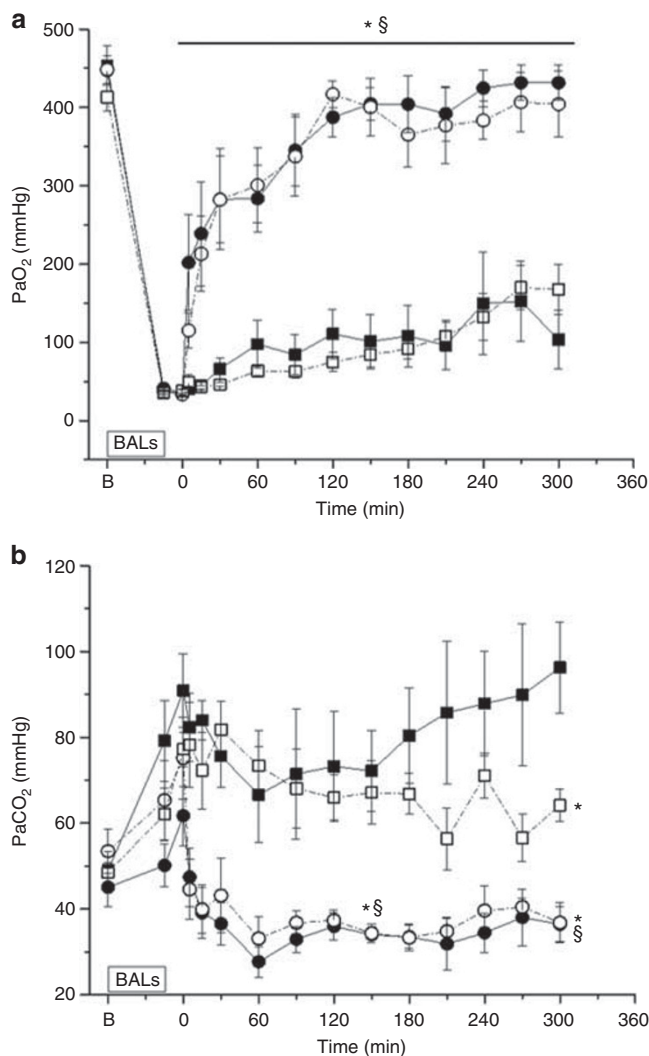 a
* §
500
400
300
200
100
0
PaO2 (mmHg)
BALs
B 0 60 120 180 240 300 360
Time (min)
b
120
100
80
60
40
20
PaCO2 (mmHg)
*
* §
*
§
BALs
B 0 60 120 180 240 300 360
Time (min)